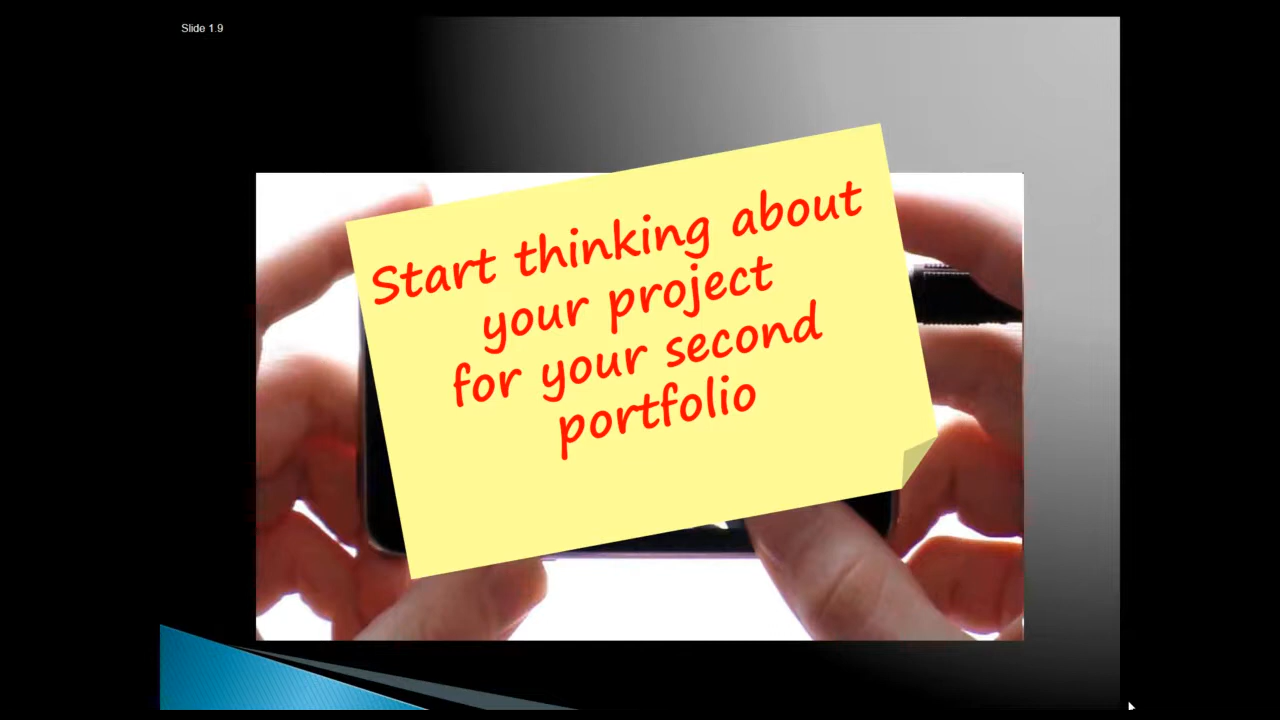 Slide 1.9
Start thinking about
your project
for your second
portfolio